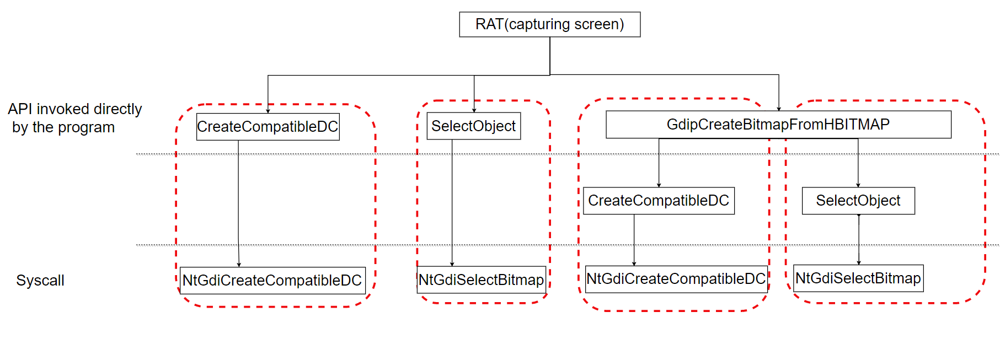 RAT(capturing screen)
API invoked directly
by the program
CreateCompatibleDC
SelectObject
GdipCreateBitmapFromHBITMAP
CreateCompatibleDC
SelectObject
Syscall
NtGdiCreateCompatibleDC
NtGdiSelectBitmap
NtGdiCreateCompatibleDC
NtGdiSelectBitmap